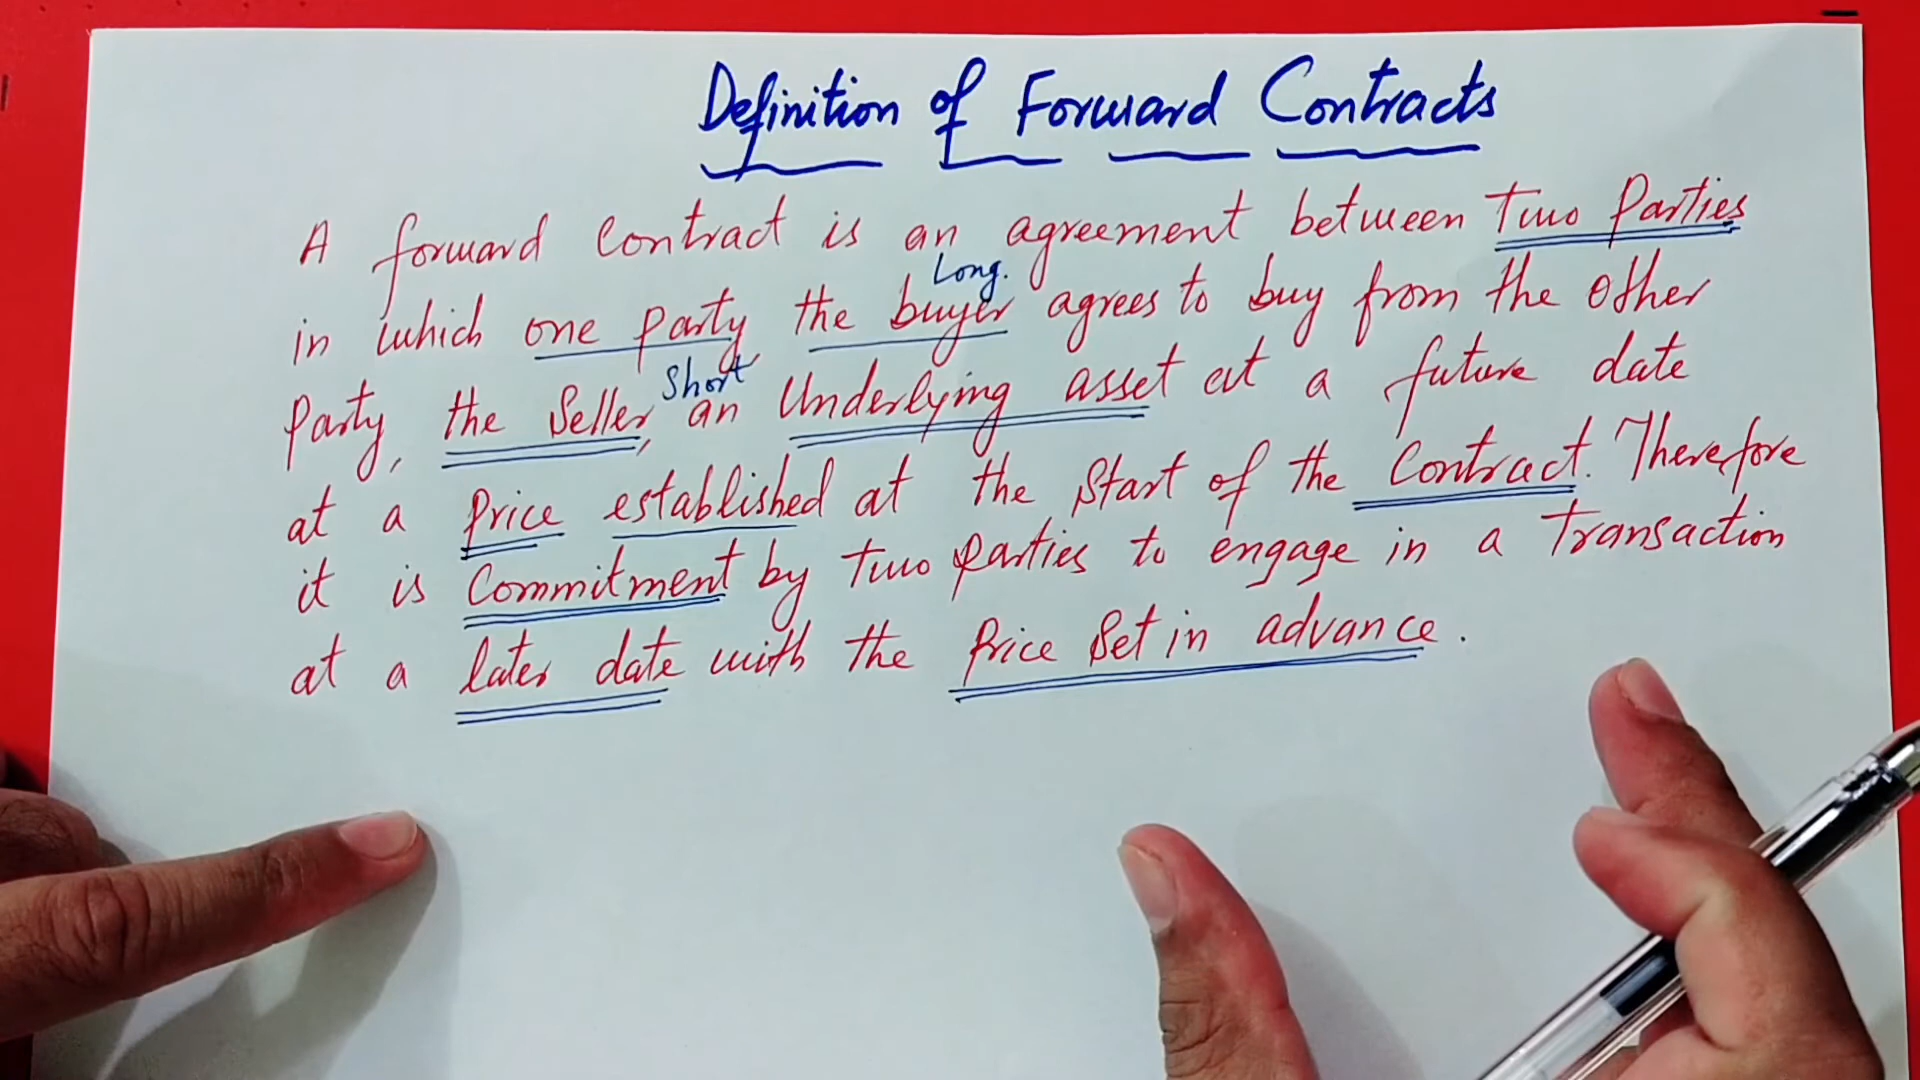 Definition of Forward Contracts
A forward Contract is an agreement between Two Parties
Long.
in which one party the buyer agrees to buy from the other
Short
Party, the Seller, an Underlying asset at a future date
at a Price established at the start of the Contract. Therefore
it is Commitment by two parties to engage in a Transaction
at a later date with the Price Set in advance.